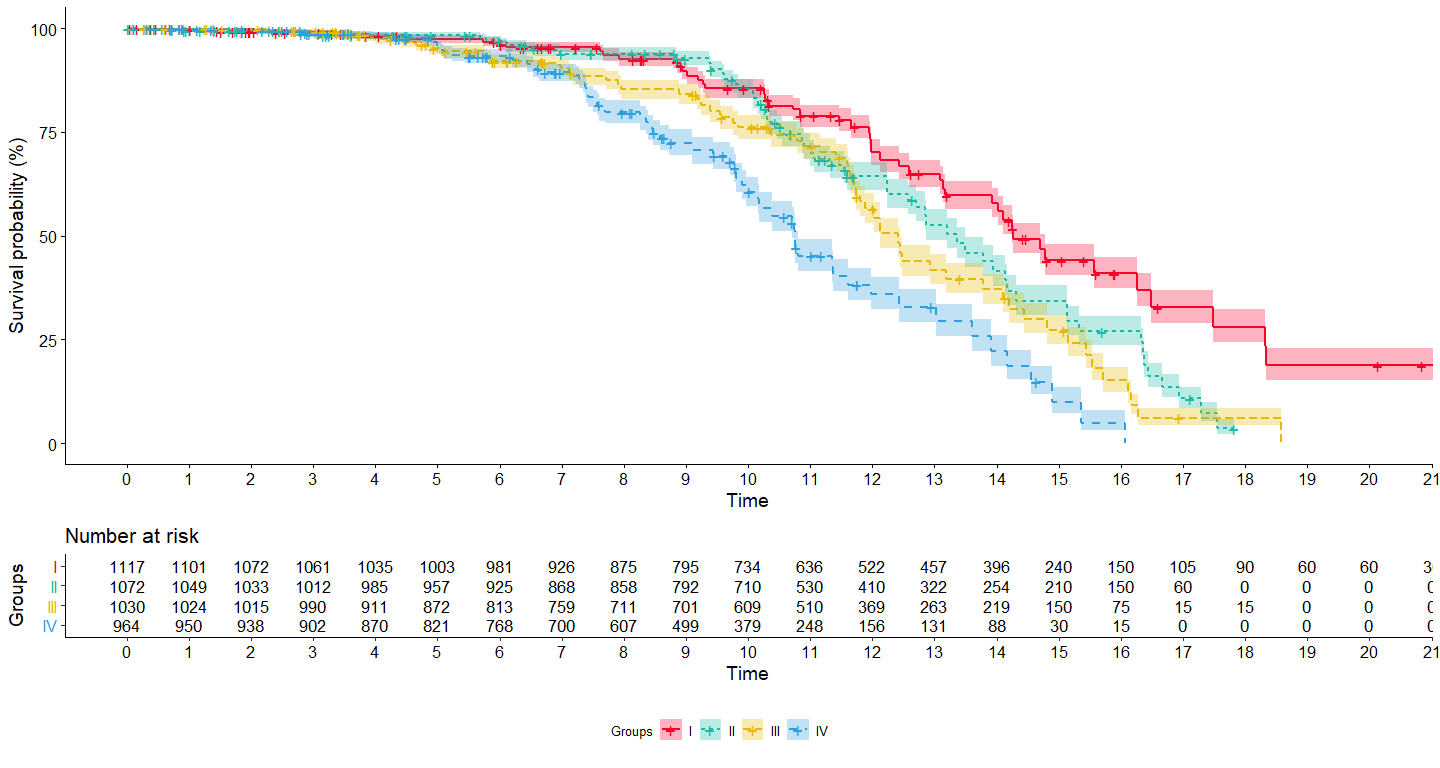 Survival probability (%)
100
75
50
25
0
0 1 2 3 4 5 6 7 8 9 10 11 12 13 14 15 16 17 18 19 20 21
Time
Number at risk
Groups
I 1117 1101 1072 1061 1035 1003 981 926 875 795 734 636 522 457 396 240 150 105 90 60 60
II 1072 1049 1033 1012 985 957 925 868 858 792 710 530 410 322 254 210 150 60 0 0 0
III 1030 1024 1015 990 911 872 813 759 711 701 609 510 369 263 219 150 75 15 15 0 0
IV 964 950 938 902 870 821 768 700 607 499 379 248 156 131 88 30 15 0 0 0 0
0 1 2 3 4 5 6 7 8 9 10 11 12 13 14 15 16 17 18 19 20 21
Time
Groups I II III IV